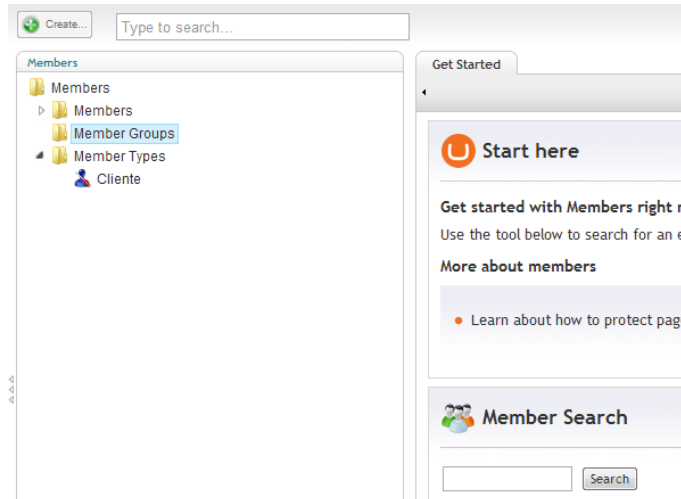 Create...
Type to search...
Members
Members
Members
Member Groups
Member Types
Cliente
Get Started
Start here
Get started with Members right
Use the tool below to search for an
More about members
Learn about how to protect
Member Search
Search